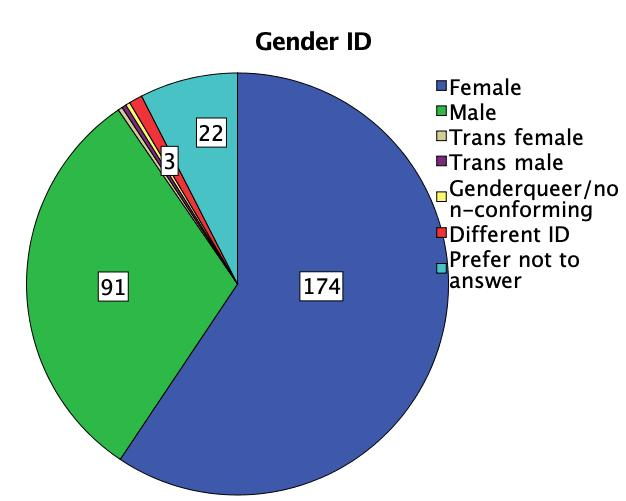 Gender ID
Female
Male
Trans female
Trans male
Genderqueer/no
n-conforming
Different ID
Prefer not to
answer
22
3
91
174